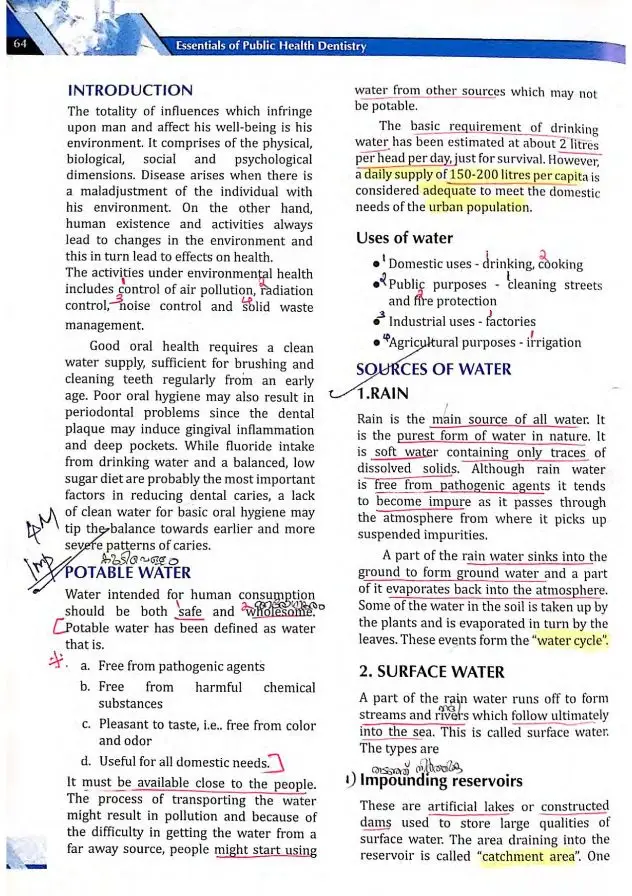 64
Essentials of Public Health Dentistry
INTRODUCTION
The totality of influences which infringe
upon man and affect his well-being is his
environment. It comprises of the physical,
biological, social and psychological
dimensions. Disease arises when there is
a maladjustment of the individual with
his environment. On the other hand,
human existence and activities always
lead to changes in the environment and
this in turn lead to effects on health.
The activities under environmental health
includes control of air pollution, radiation
control, noise control and solid waste
management.
Good oral health requires a clean
water supply, sufficient for brushing and
cleaning teeth regularly from an early
age. Poor oral hygiene may also result in
periodontal problems since the dental
plaque may induce gingival inflammation
and deep pockets. While fluoride intake
from drinking water and a balanced, low
sugar diet are probably the most important
factors in reducing dental caries, a lack
of clean water for basic oral hygiene may
tip the balance towards earlier and more
severe patterns of caries.
Imp
POTABLE WATER
Water intended for human consumption
should be both safe and wholesome.
Potable water has been defined as water
that is.
a. Free from pathogenic agents
b. Free from harmful chemical
substances
c. Pleasant to taste, i.e.. free from color
and odor
d. Useful for all domestic needs.
It must be available close to the people.
The process of transporting the water
might result in pollution and because of
the difficulty in getting the water from a
far away source, people might start using
water from other sources which may not
be potable.
The basic requirement of drinking
water has been estimated at about 2 litres
per head per day, just for survival. However,
a daily supply of 150-200 litres per capita is
considered adequate to meet the domestic
needs of the urban population.
Uses of water
• 1 Domestic uses - drinking, cooking
• 2 Public purposes - cleaning streets
and fire protection
• 3 Industrial uses - factories
• 4 Agricultural purposes - irrigation
SOURCES OF WATER
1.RAIN
Rain is the main source of all water. It
is the purest form of water in nature. It
is soft water containing only traces of
dissolved solids. Although rain water
is free from pathogenic agents it tends
to become impure as it passes through
the atmosphere from where it picks up
suspended impurities.
A part of the rain water sinks into the
ground to form ground water and a part
of it evaporates back into the atmosphere.
Some of the water in the soil is taken up by
the plants and is evaporated in turn by the
leaves. These events form the "water cycle".
2. SURFACE WATER
A part of the rain water runs off to form
streams and rivers which follow ultimately
into the sea. This is called surface water.
The types are
1) Impounding reservoirs
These are artificial lakes or constructed
dams used to store large qualities of
surface water. The area draining into the
reservoir is called "catchment area". One